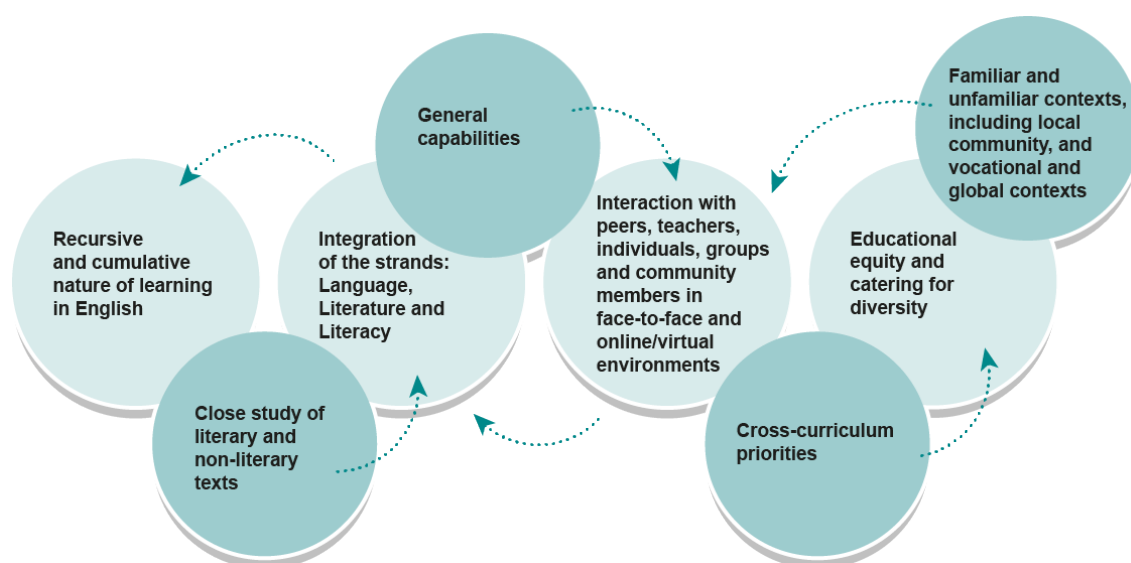 Recursive
and cumulative
nature of learning
in English
Close study of
literary and
non-literary
texts
Integration
of the strands:
Language,
Literature and
Literacy
General
capabilities
Interaction with
peers, teachers,
individuals, groups
and community
members in
face-to-face and
online/virtual
environments
Cross-curriculum
priorities
Educational
equity and
catering for
diversity
Familiar and
unfamiliar contexts,
including local
community, and
vocational and
global contexts